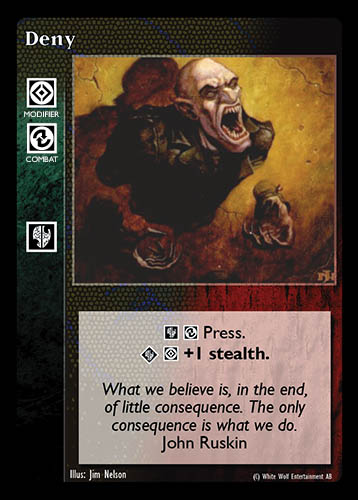 Deny
MODIFIER
COMBAT
Press.
+1 stealth.
What we believe is, in the end,
of little consequence. The only
consequence is what we do.
John Ruskin
Illus: Jim Nelson
(C) White Wolf Entertainment AB